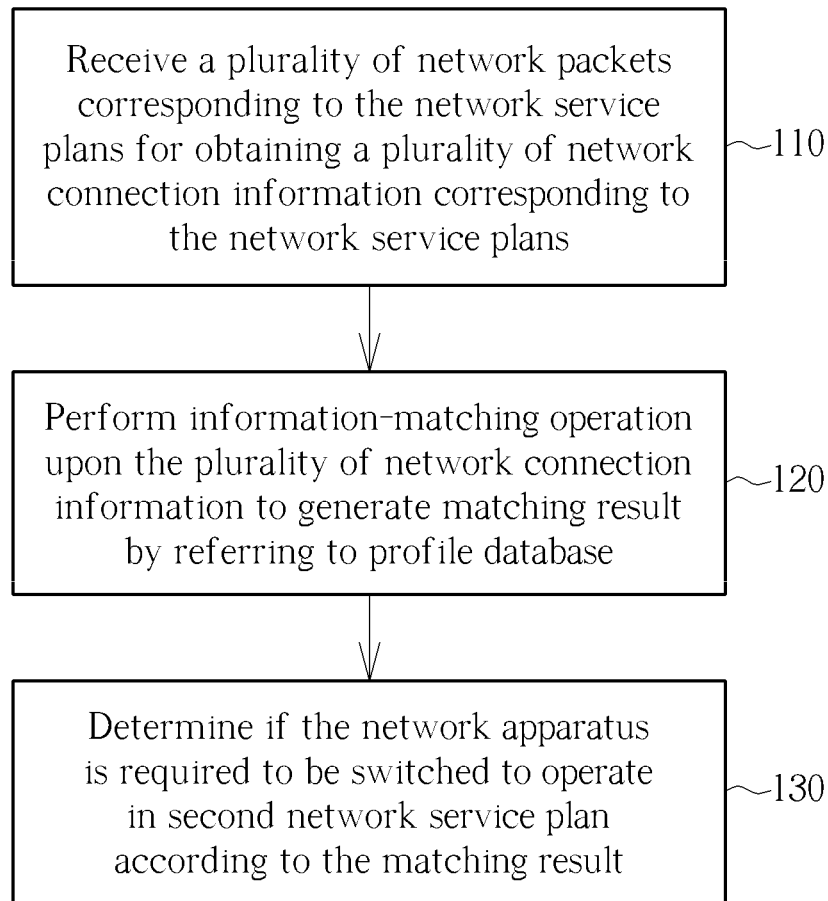 Receive a plurality of network packets
corresponding to the network service
plans for obtaining a plurality of network
connection information corresponding to
the network service plans
110
Perform information-matching operation
upon the plurality of network connection
information to generate matching result
by referring to profile database
120
Determine if the network apparatus
is required to be switched to operate
in second network service plan
according to the matching result
130